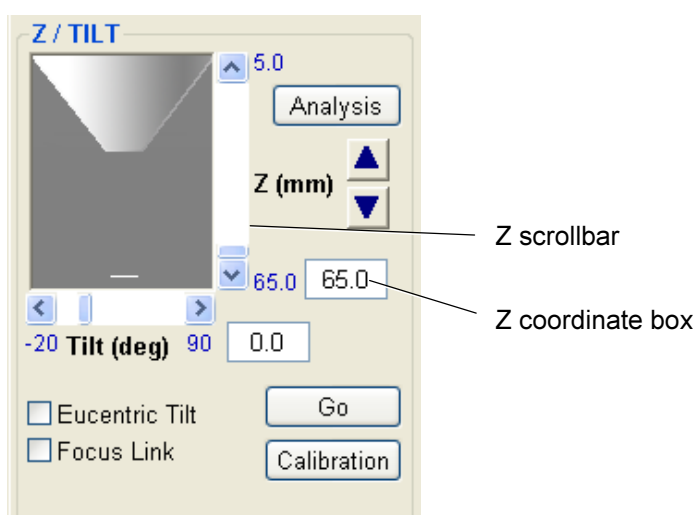 Z / TILT
5.0
Analysis
Z (mm)
Z scrollbar
65.0 65.0
Z coordinate box
-20 Tilt (deg) 90 0.0
Eucentric Tilt
Go
Focus Link
Calibration